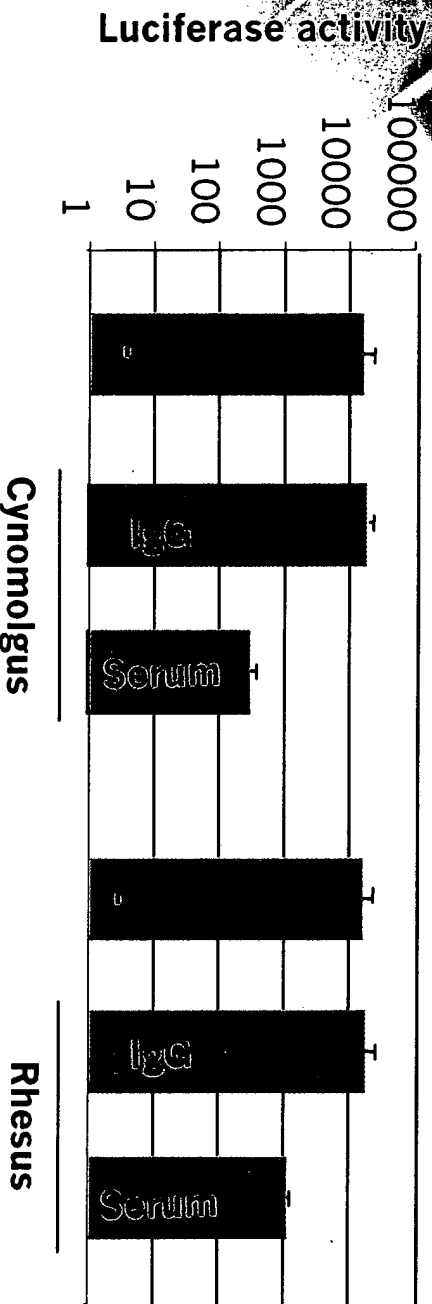 Luciferase activity
100000
10000
1000
100
10
1
IgG
Serum
IgG
Serum
Cynomolgus
Rhesus